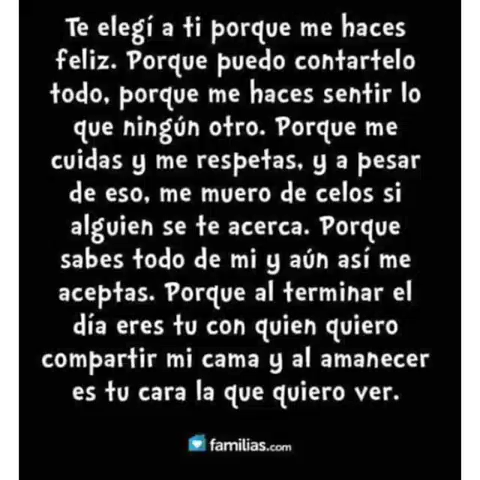 Te elegí a ti porque me haces
feliz. Porque puedo contartelo
todo, porque me haces sentir lo
que ningún otro. Porque me
cuidas y me respetas, y a pesar
de eso, me muero de celos si
alguien se te acerca. Porque
sabes todo de mi y aún así me
aceptas. Porque al terminar el
día eres tu con quien quiero
compartir mi cama y al amanecer
es tu cara la que quiero ver.
familias.com